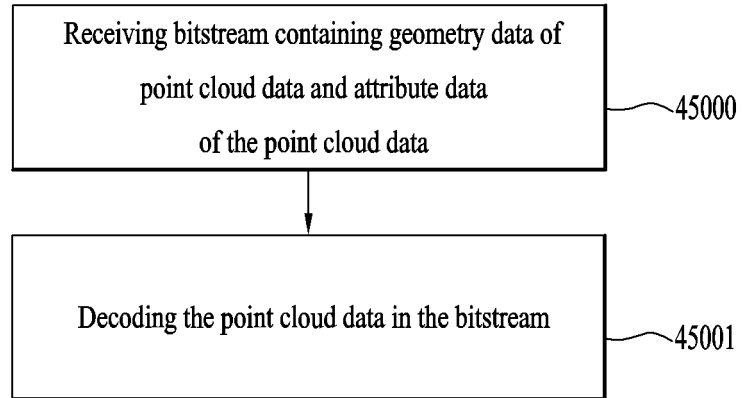 Receiving bitstream containing geometry data of
point cloud data and attribute data
of the point cloud data
45000
Decoding the point cloud data in the bitstream
45001